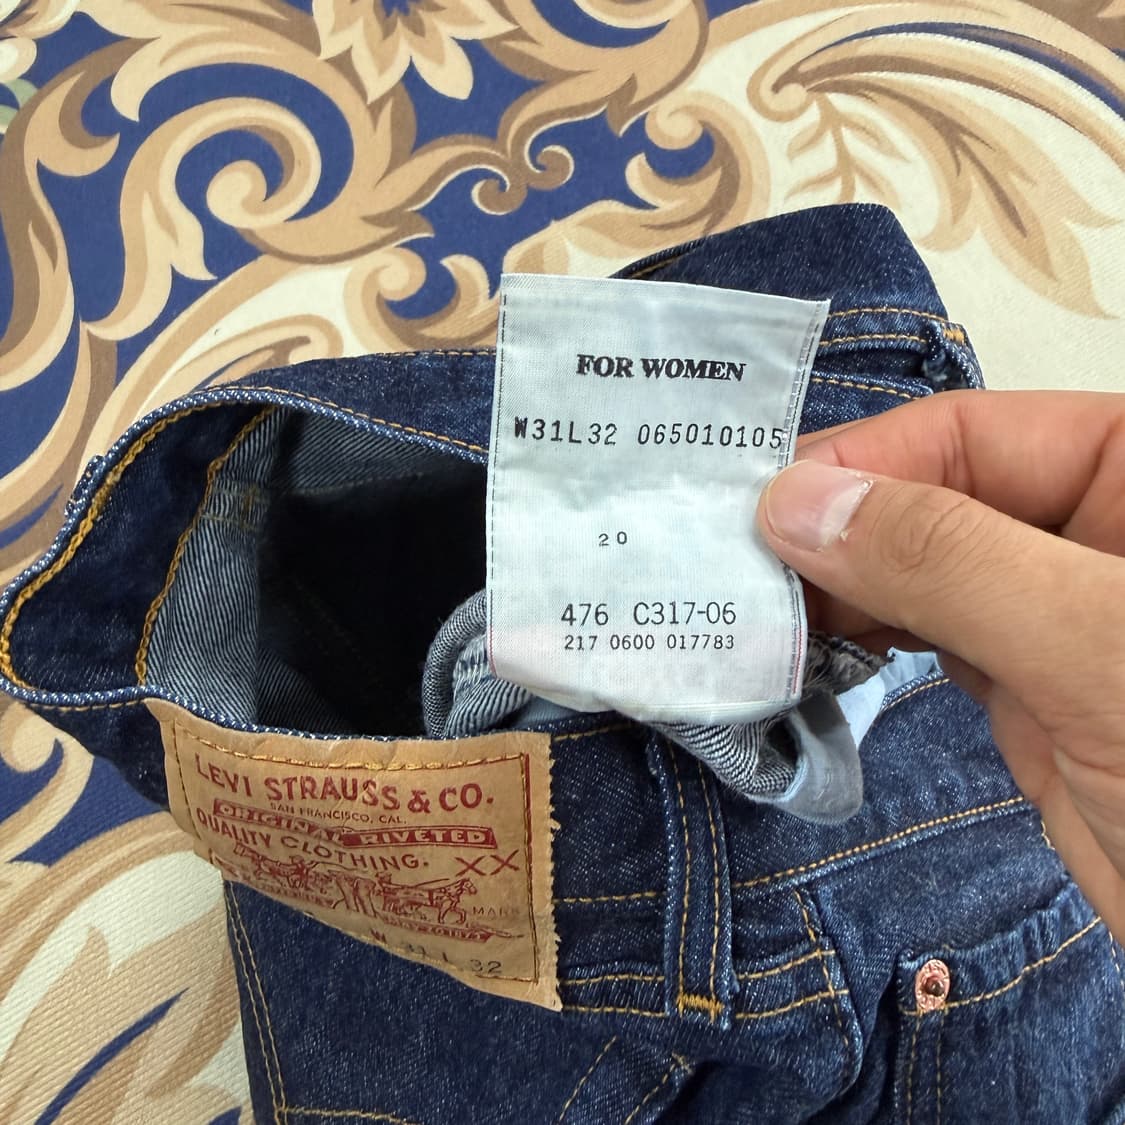 FOR WOMEN
W31L32 065010105
20
476 C317-06
217 0600 017783
LEVI STRAUSS & CO.
SAN FRANCISCO, CAL.
ORIGINAL RIVETED
QUALITY CLOTHING.
XX
W 31 L 32